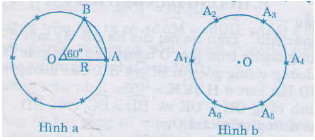 B
O 60° A
R
Hình a
A₂ A₃
A₁ O A₄
A₆ A₅
Hình b